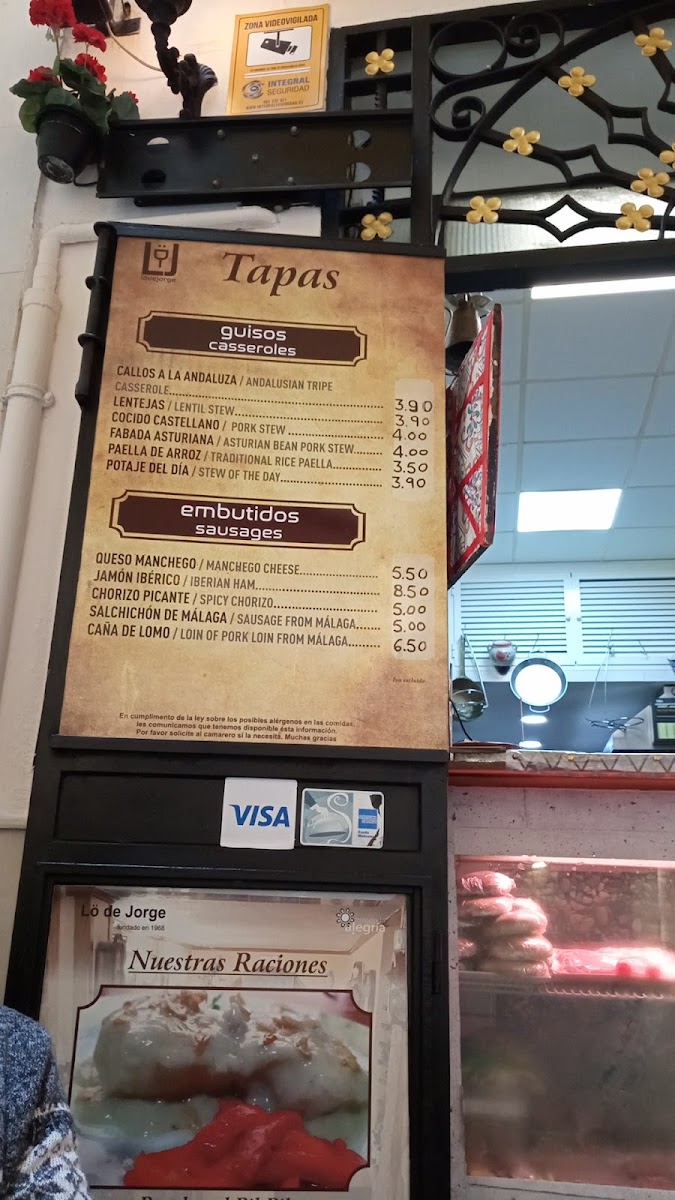 ZONA VIDEOVIGILADA
INTEGRAL
SEGURIDAD
lödejorge
Tapas
guisos
casseroles
CALLOS A LA ANDALUZA / ANDALUSIAN TRIPE
CASSEROLE 3.90
LENTEJAS / LENTIL STEW 3.90
COCIDO CASTELLANO / PORK STEW 4.00
FABADA ASTURIANA / ASTURIAN BEAN PORK STEW 4.00
PAELLA DE ARROZ / TRADITIONAL RICE PAELLA 3.50
POTAJE DEL DÍA / STEW OF THE DAY 3.90
embutidos
sausages
QUESO MANCHEGO / MANCHEGO CHEESE 5.50
JAMÓN IBÉRICO / IBERIAN HAM 8.50
CHORIZO PICANTE / SPICY CHORIZO 5.00
SALCHICHÓN DE MÁLAGA / SAUSAGE FROM MÁLAGA 5.00
CAÑA DE LOMO / LOIN OF PORK LOIN FROM MÁLAGA 6.50
Iva incluido
En cumplimento de la ley sobre los posibles alérgenos en las comidas,
les comunicamos que tenemos disponible ésta información.
Por favor solicite al camarero si la necesitá. Muchas gracias
VISA
Lö de Jorge
fundado en 1968
alegría
Nuestras Raciones